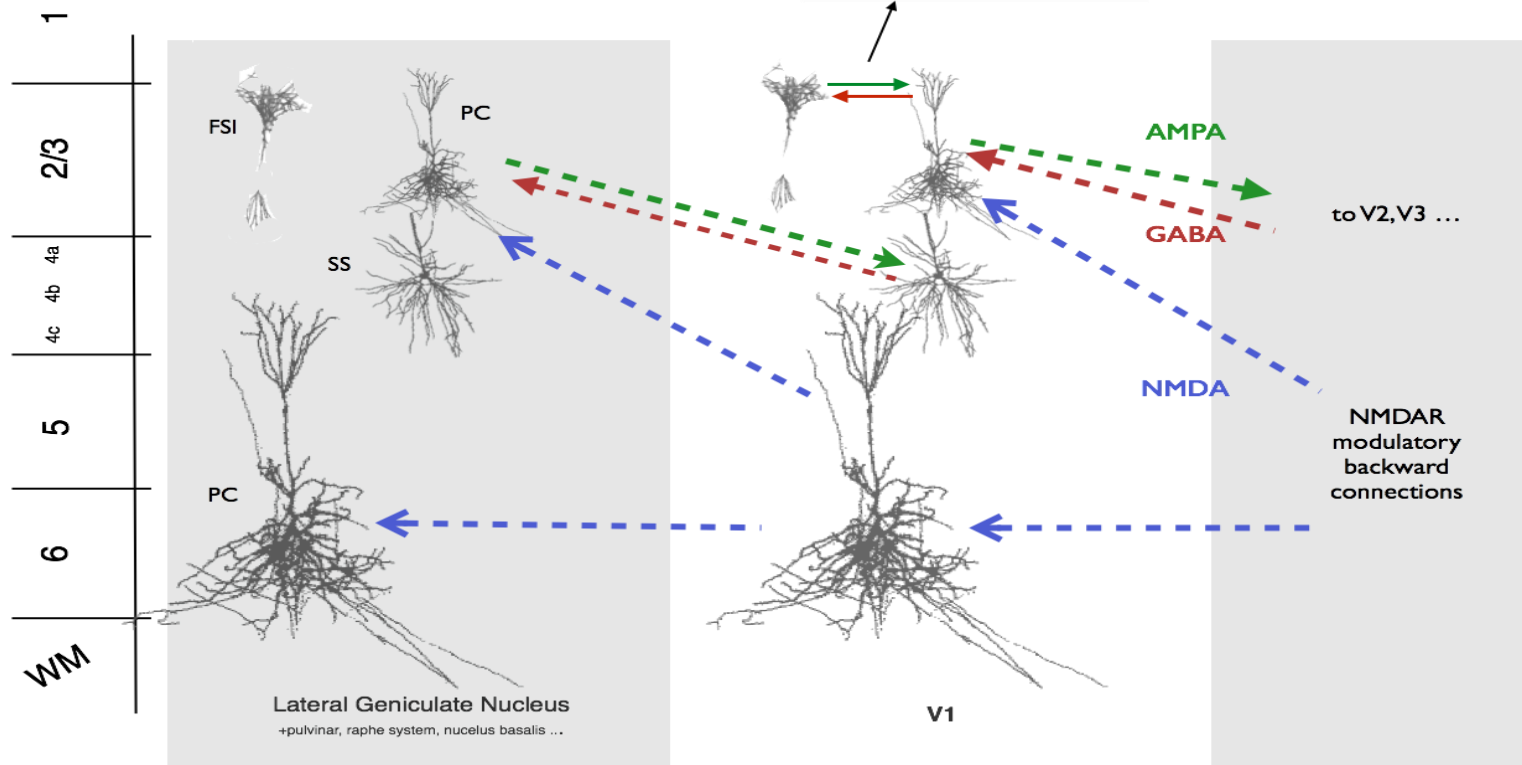 1
2/3
4a
4b
4c
5
6
WM
FSI
PC
SS
PC
Lateral Geniculate Nucleus
+pulvinar, raphe system, nucelus basalis ...
V1
AMPA
GABA
NMDA
to V2, V3 ...
NMDAR
modulatory
backward
connections